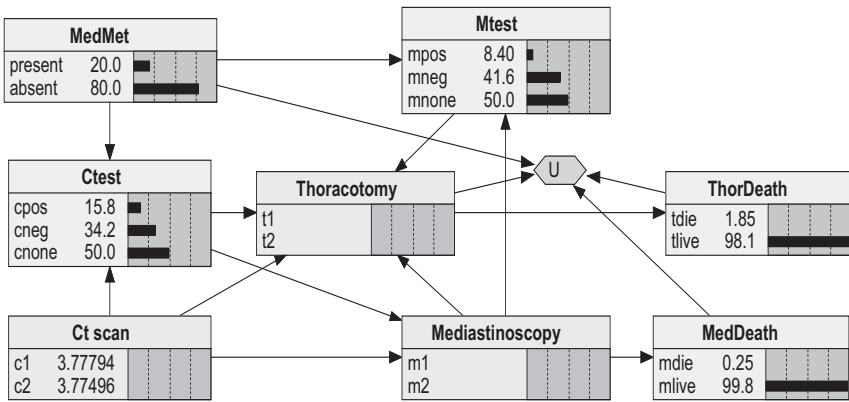 MedMet
present 20.0
absent 80.0
Mtest
mpos 8.40
mneg 41.6
mnone 50.0
Ctest
cpos 15.8
cneg 34.2
cnone 50.0
Thoracotomy
t1
t2
U
ThorDeath
tdie 1.85
tlive 98.1
Ct scan
c1 3.77794
c2 3.77496
Mediastinoscopy
m1
m2
MedDeath
mdie 0.25
mlive 99.8